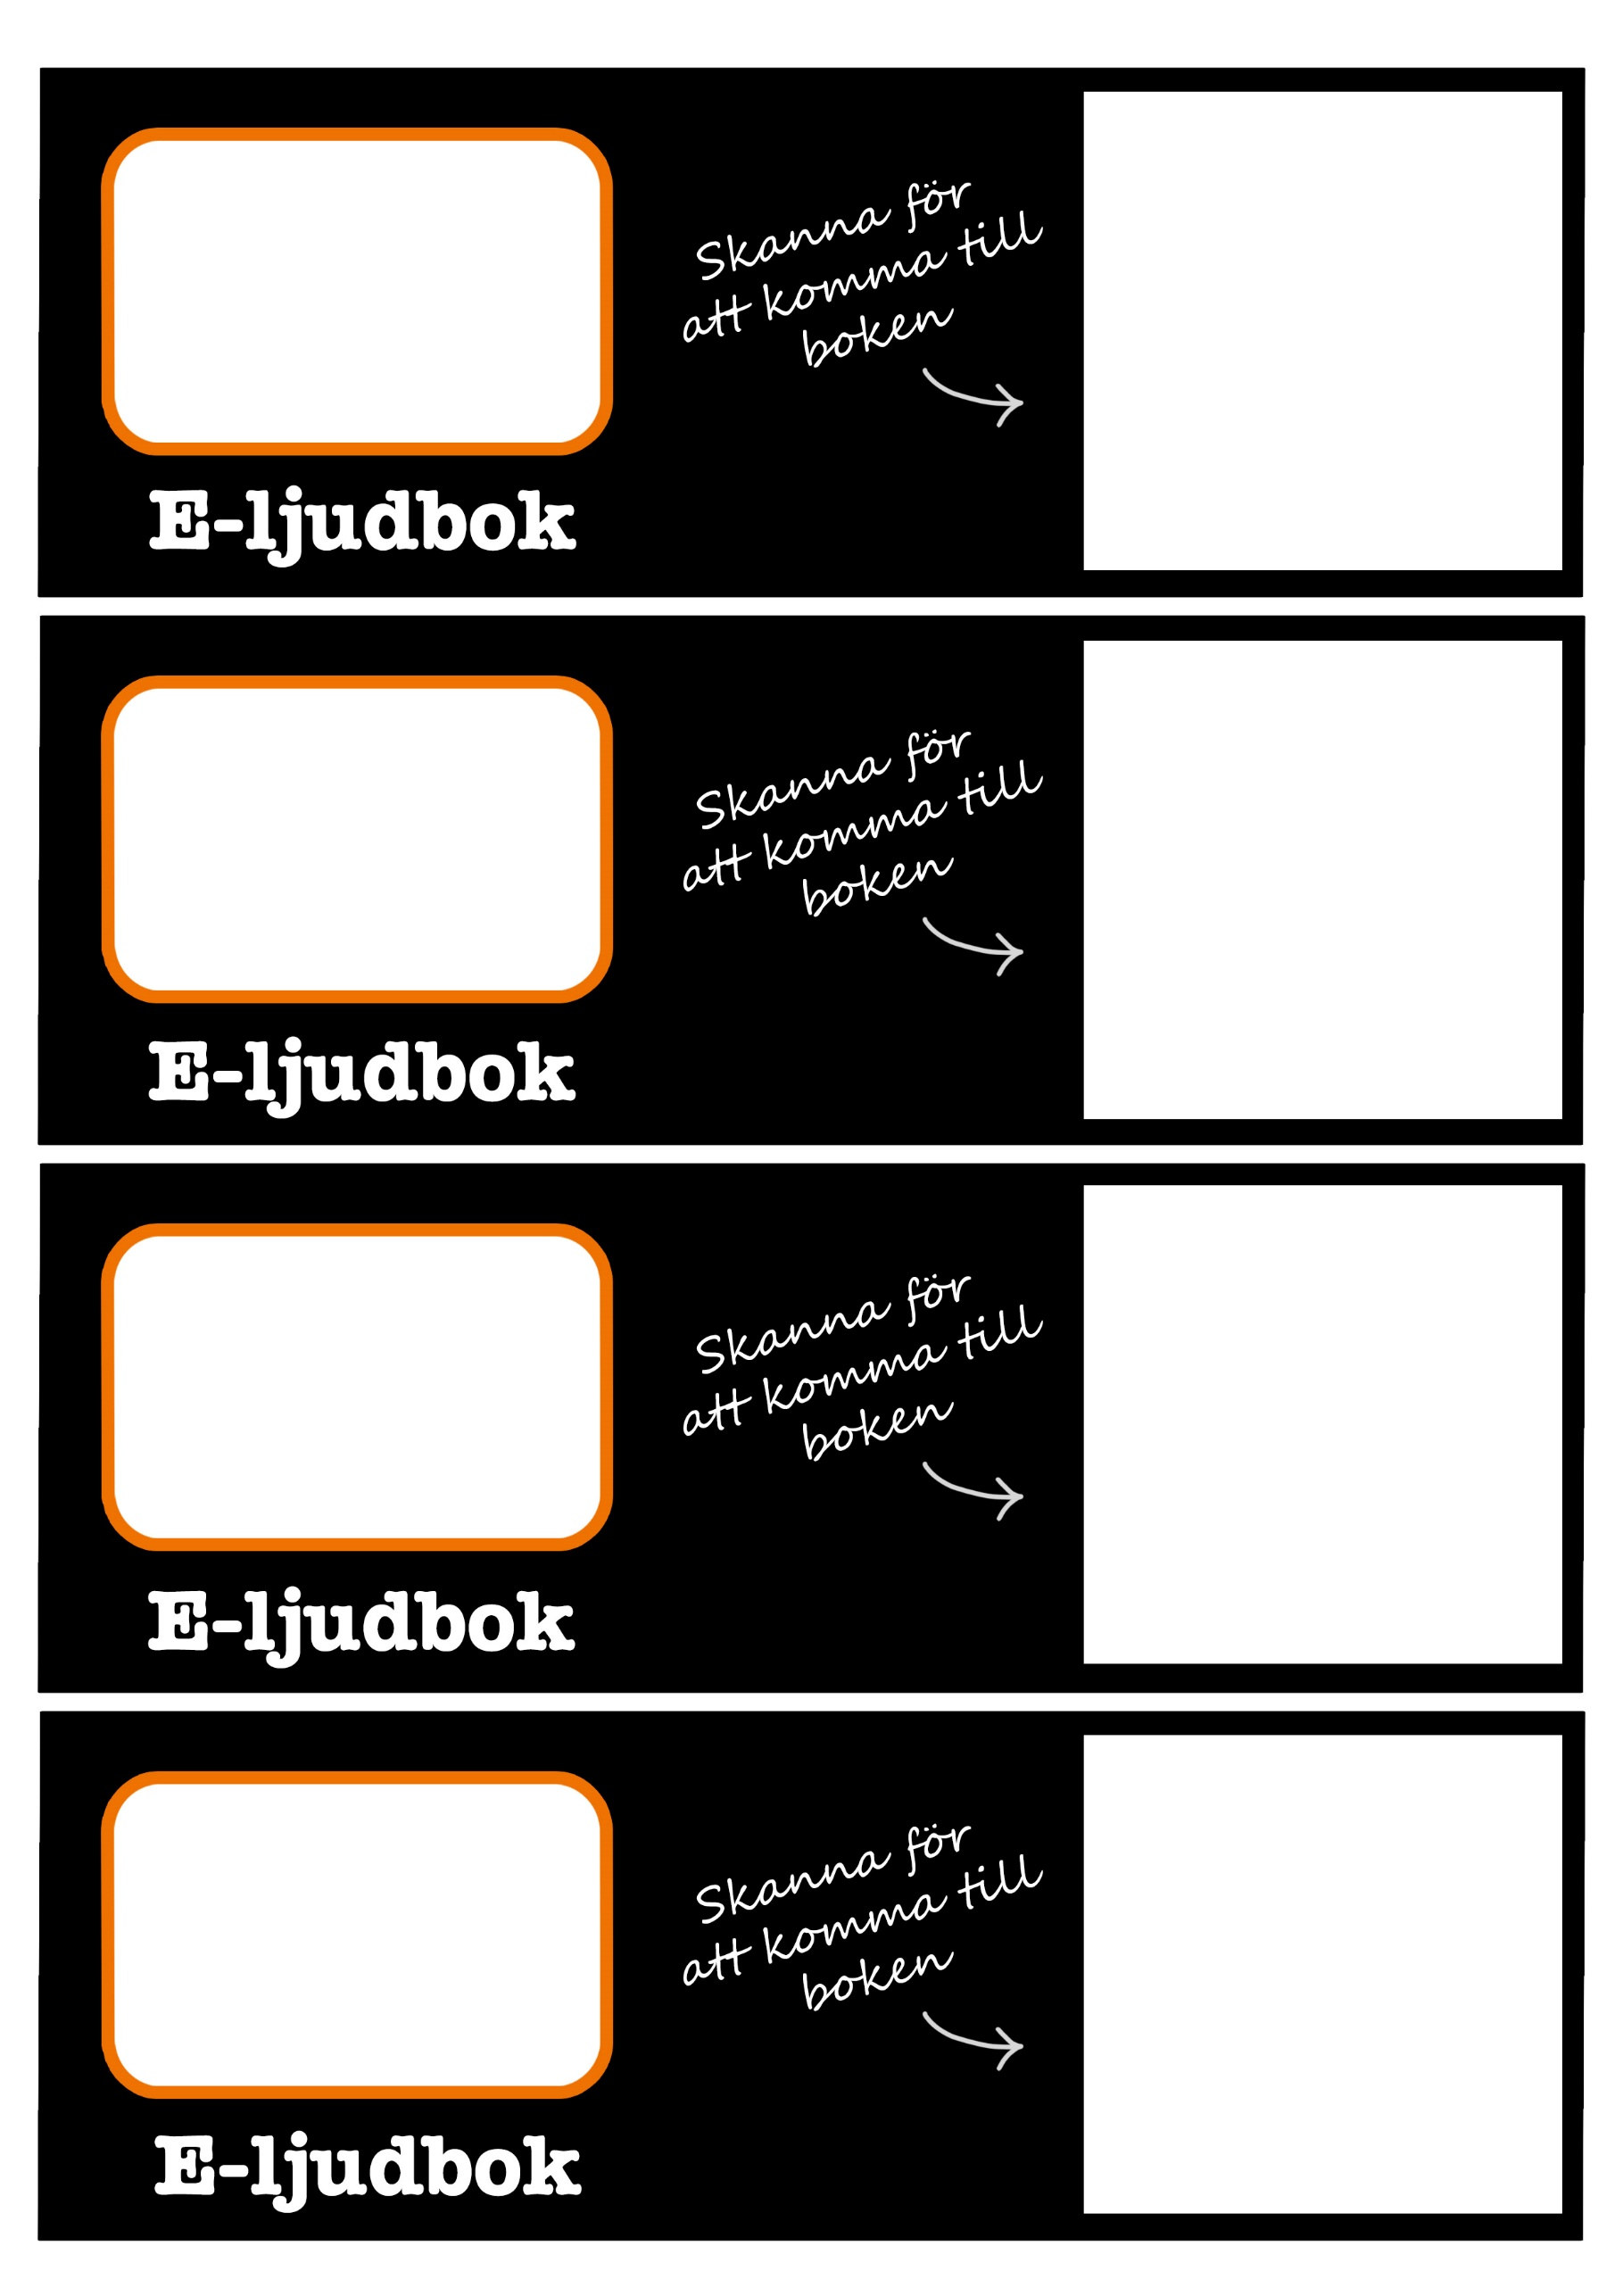 Skanna för
att komma till
boken
E-ljudbok
Skanna för
att komma till
boken
E-ljudbok
Skanna för
att komma till
boken
E-ljudbok
Skanna för
att komma till
boken
E-ljudbok